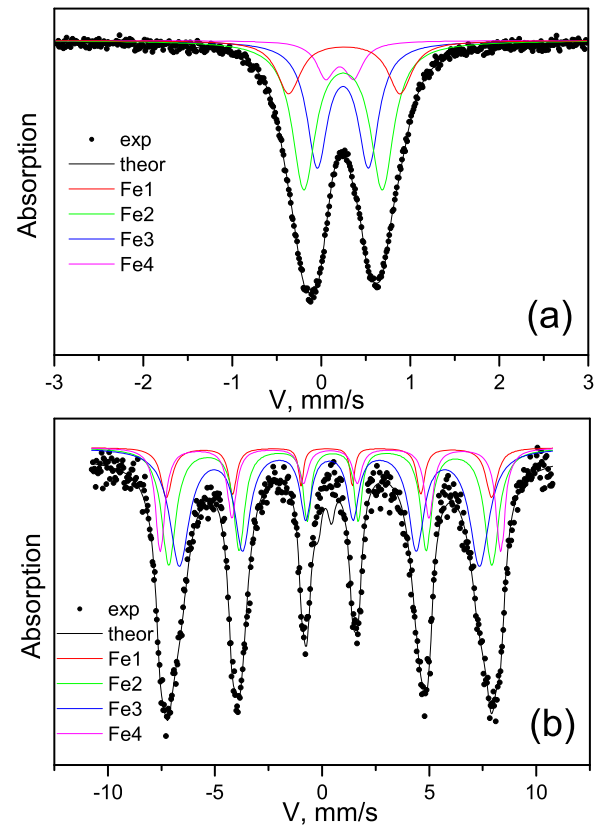 (a)
Absorption
exp
theor
Fe1
Fe2
Fe3
Fe4
-3 -2 -1 0 1 2 3
V, mm/s
(b)
Absorption
exp
theor
Fe1
Fe2
Fe3
Fe4
-10 -5 0 5 10
V, mm/s